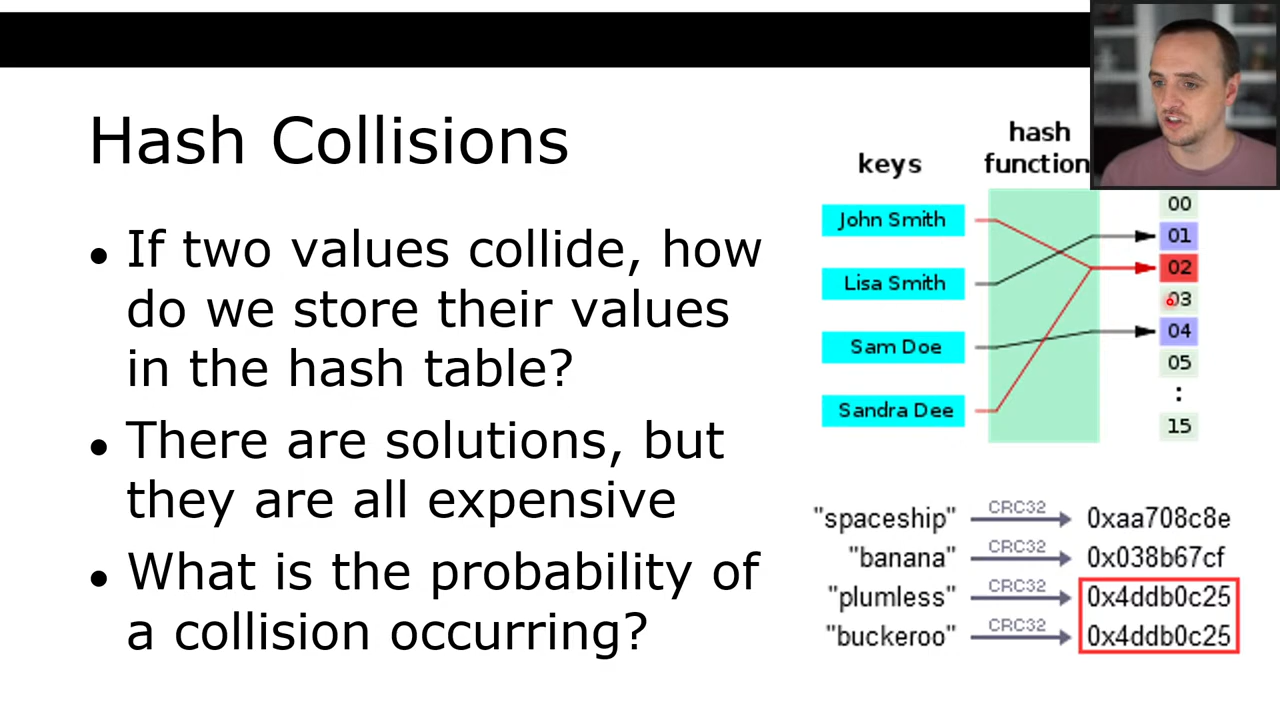 Hash Collisions
• If two values collide, how
do we store their values
in the hash table?
• There are solutions, but
they are all expensive
• What is the probability of
a collision occurring?
keys
hash
function
John Smith
Lisa Smith
Sam Doe
Sandra Dee
00
01
02
03
04
05
:
15
"spaceship" CRC32 0xaa708c8e
"banana" CRC32 0x038b67cf
"plumless" CRC32 0x4ddb0c25
"buckeroo" CRC32 0x4ddb0c25